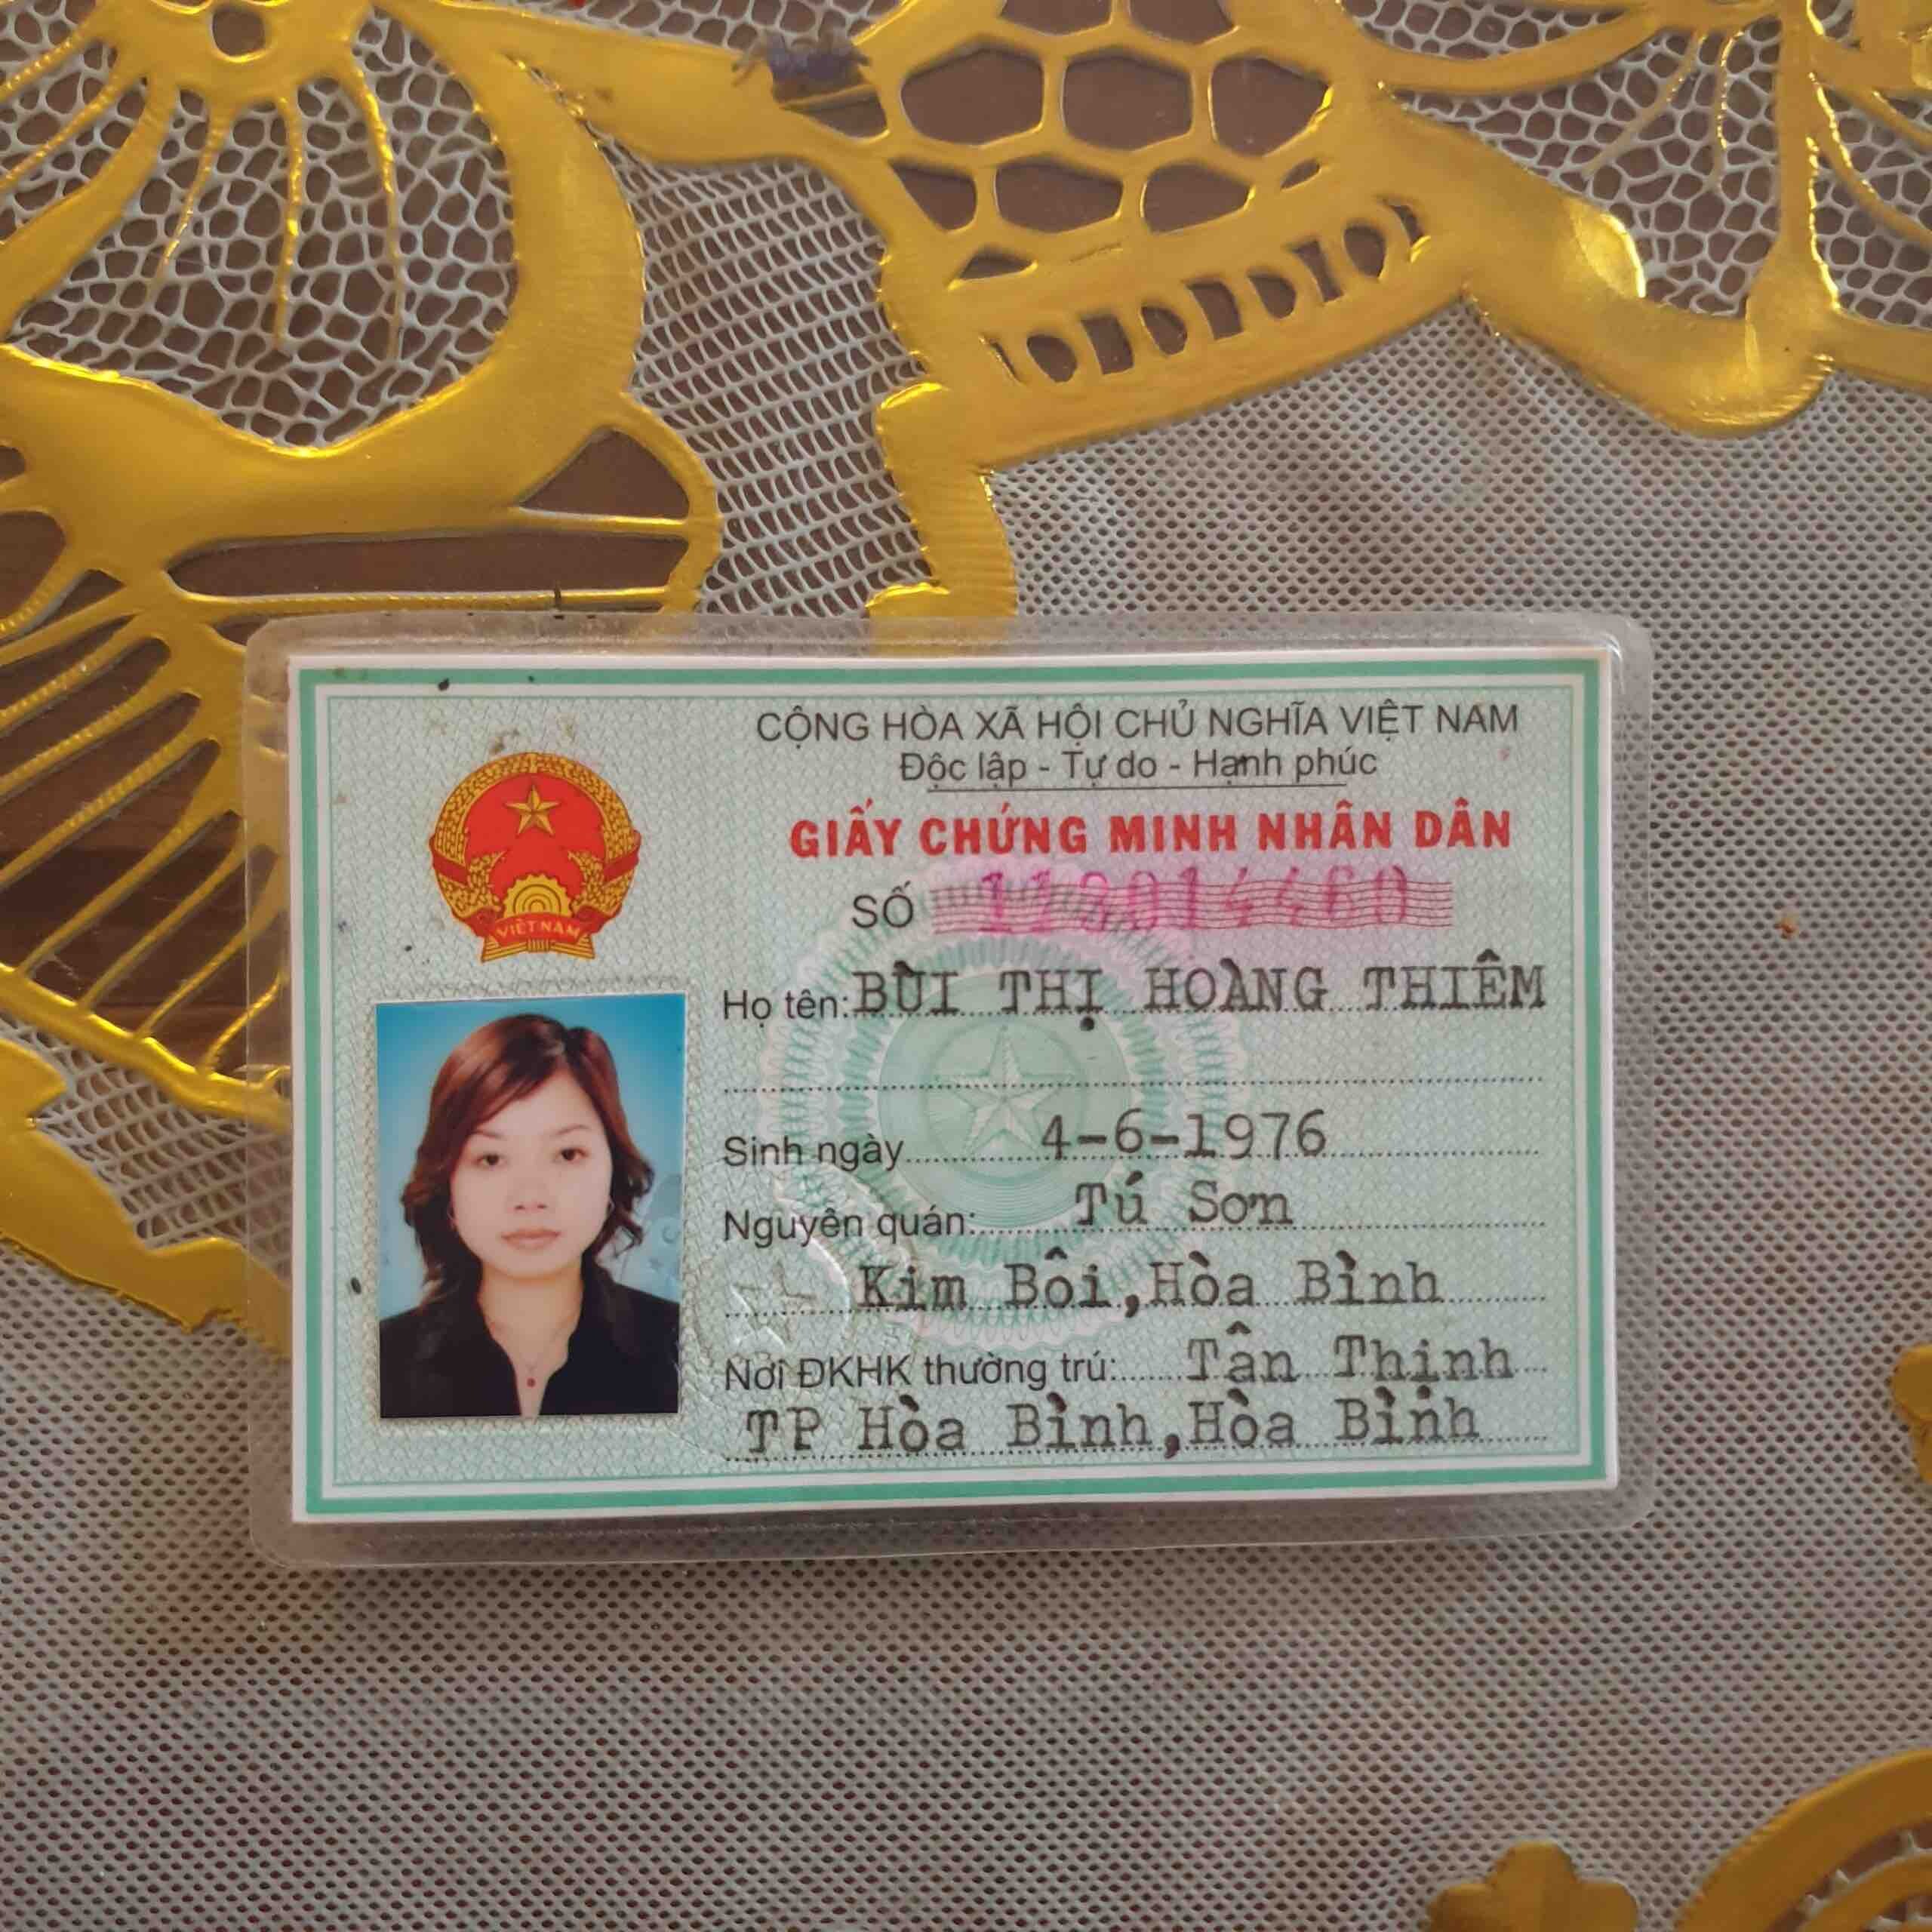 CỘNG HÒA XÃ HỘI CHỦ NGHĨA VIỆT NAM
Độc lập - Tự do - Hạnh phúc
GIẤY CHỨNG MINH NHÂN DÂN
SỐ
VIỆT NAM
Họ tên: BÙI THỊ HOÀNG THIÊM
Sinh ngày 4-6-1976
Nguyên quán: Tú Sơn
Kim Bôi, Hòa Bình
Nơi ĐKHK thường trú: Tân Thịnh
TP Hòa Bình, Hòa Bình